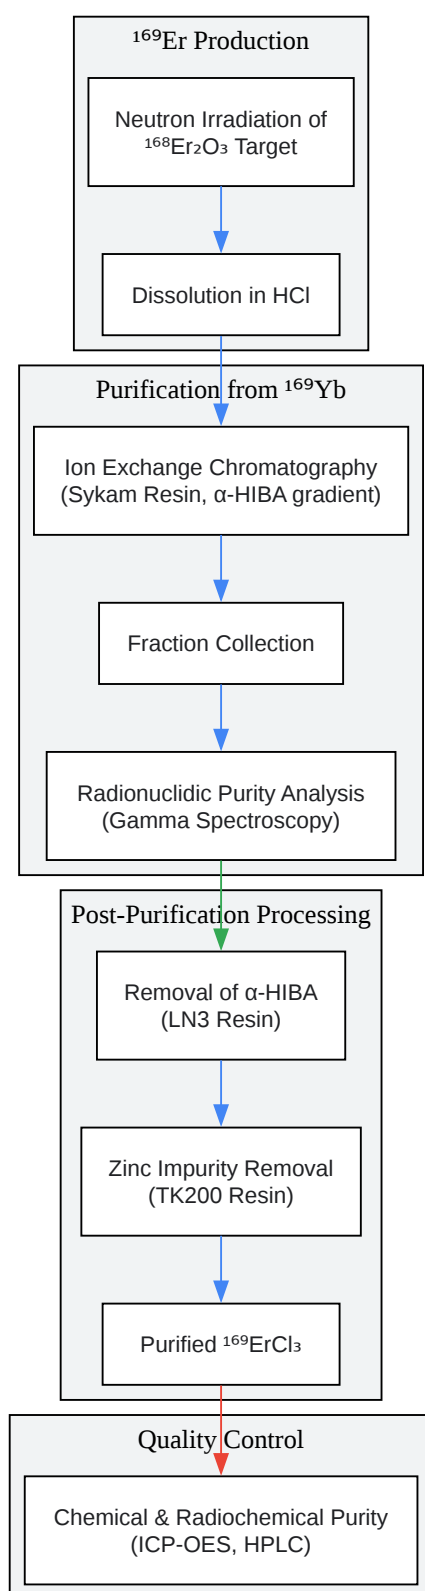 ¹⁶⁹Er Production
Neutron Irradiation of
¹⁶⁸Er₂O₃ Target
Dissolution in HCl
Purification from ¹⁶⁹Yb
Ion Exchange Chromatography
(Sykam Resin, α-HIBA gradient)
Fraction Collection
Radionuclidic Purity Analysis
(Gamma Spectroscopy)
Post-Purification Processing
Removal of α-HIBA
(LN3 Resin)
Zinc Impurity Removal
(TK200 Resin)
Purified ¹⁶⁹ErCl₃
Quality Control
Chemical & Radiochemical Purity
(ICP-OES, HPLC)